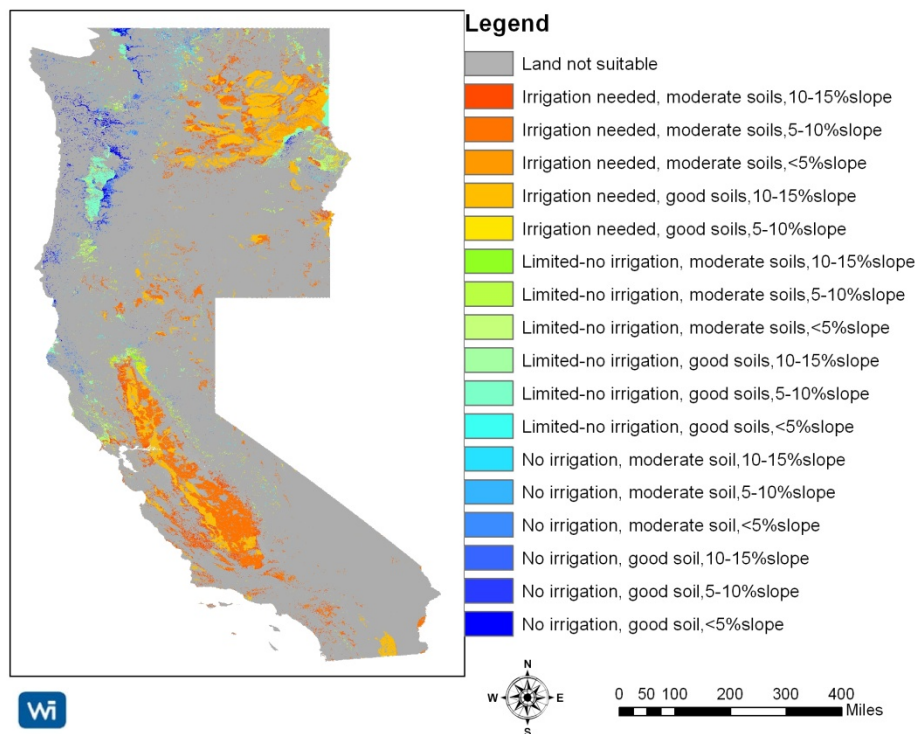 Legend
Land not suitable
Irrigation needed, moderate soils,10-15%slope
Irrigation needed, moderate soils,5-10%slope
Irrigation needed, moderate soils,<5%slope
Irrigation needed, good soils,10-15%slope
Irrigation needed, good soils,5-10%slope
Limited-no irrigation, moderate soils,10-15%slope
Limited-no irrigation, moderate soils,5-10%slope
Limited-no irrigation, moderate soils,<5%slope
Limited-no irrigation, good soils,10-15%slope
Limited-no irrigation, good soils,5-10%slope
Limited-no irrigation, good soils,<5%slope
No irrigation, moderate soil,10-15%slope
No irrigation, moderate soil,5-10%slope
No irrigation, moderate soil,<5%slope
No irrigation, good soil,10-15%slope
No irrigation, good soil,5-10%slope
No irrigation, good soil,<5%slope
Wi
N
W E
S
0 50 100 200 300 400
Miles